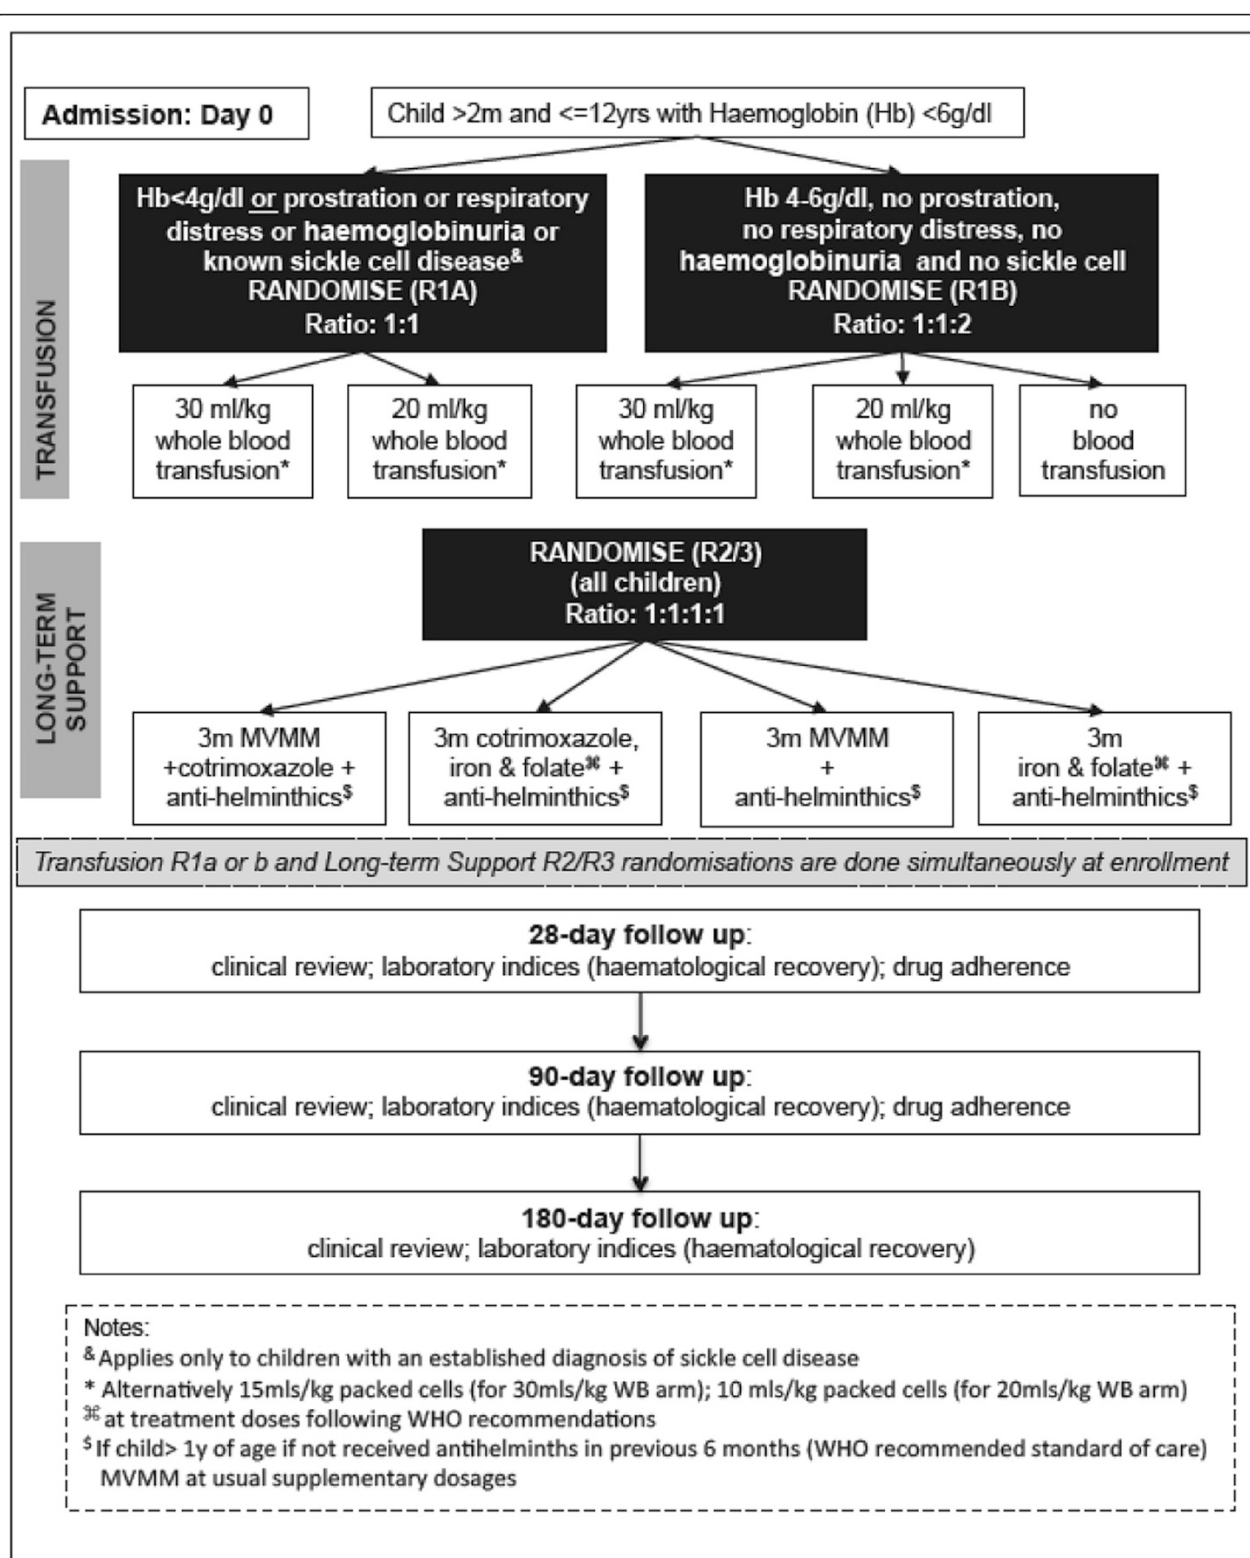 Admission: Day 0
Child >2m and <=12yrs with Haemoglobin (Hb) <6g/dl
TRANSFUSION
Hb<4g/dl or prostration or respiratory
distress or haemoglobinuria or
known sickle cell disease&
RANDOMISE (R1A)
Ratio: 1:1
Hb 4-6g/dl, no prostration,
no respiratory distress, no
haemoglobinuria and no sickle cell
RANDOMISE (R1B)
Ratio: 1:1:2
30 ml/kg
whole blood
transfusion*
20 ml/kg
whole blood
transfusion*
30 ml/kg
whole blood
transfusion*
20 ml/kg
whole blood
transfusion*
no
blood
transfusion
LONG-TERM
SUPPORT
RANDOMISE (R2/3)
(all children)
Ratio: 1:1:1:1
3m MVMM
+cotrimoxazole +
anti-helminthics$
3m cotrimoxazole,
iron & folate⌘ +
anti-helminthics$
3m MVMM
+
anti-helminthics$
3m
iron & folate⌘ +
anti-helminthics$
Transfusion R1a or b and Long-term Support R2/R3 randomisations are done simultaneously at enrollment
28-day follow up:
clinical review; laboratory indices (haematological recovery); drug adherence
90-day follow up:
clinical review; laboratory indices (haematological recovery); drug adherence
180-day follow up:
clinical review; laboratory indices (haematological recovery)
Notes:
& Applies only to children with an established diagnosis of sickle cell disease
* Alternatively 15mls/kg packed cells (for 30mls/kg WB arm); 10 mls/kg packed cells (for 20mls/kg WB arm)
⌘ at treatment doses following WHO recommendations
$ If child> 1y of age if not received antihelminths in previous 6 months (WHO recommended standard of care)
MVMM at usual supplementary dosages